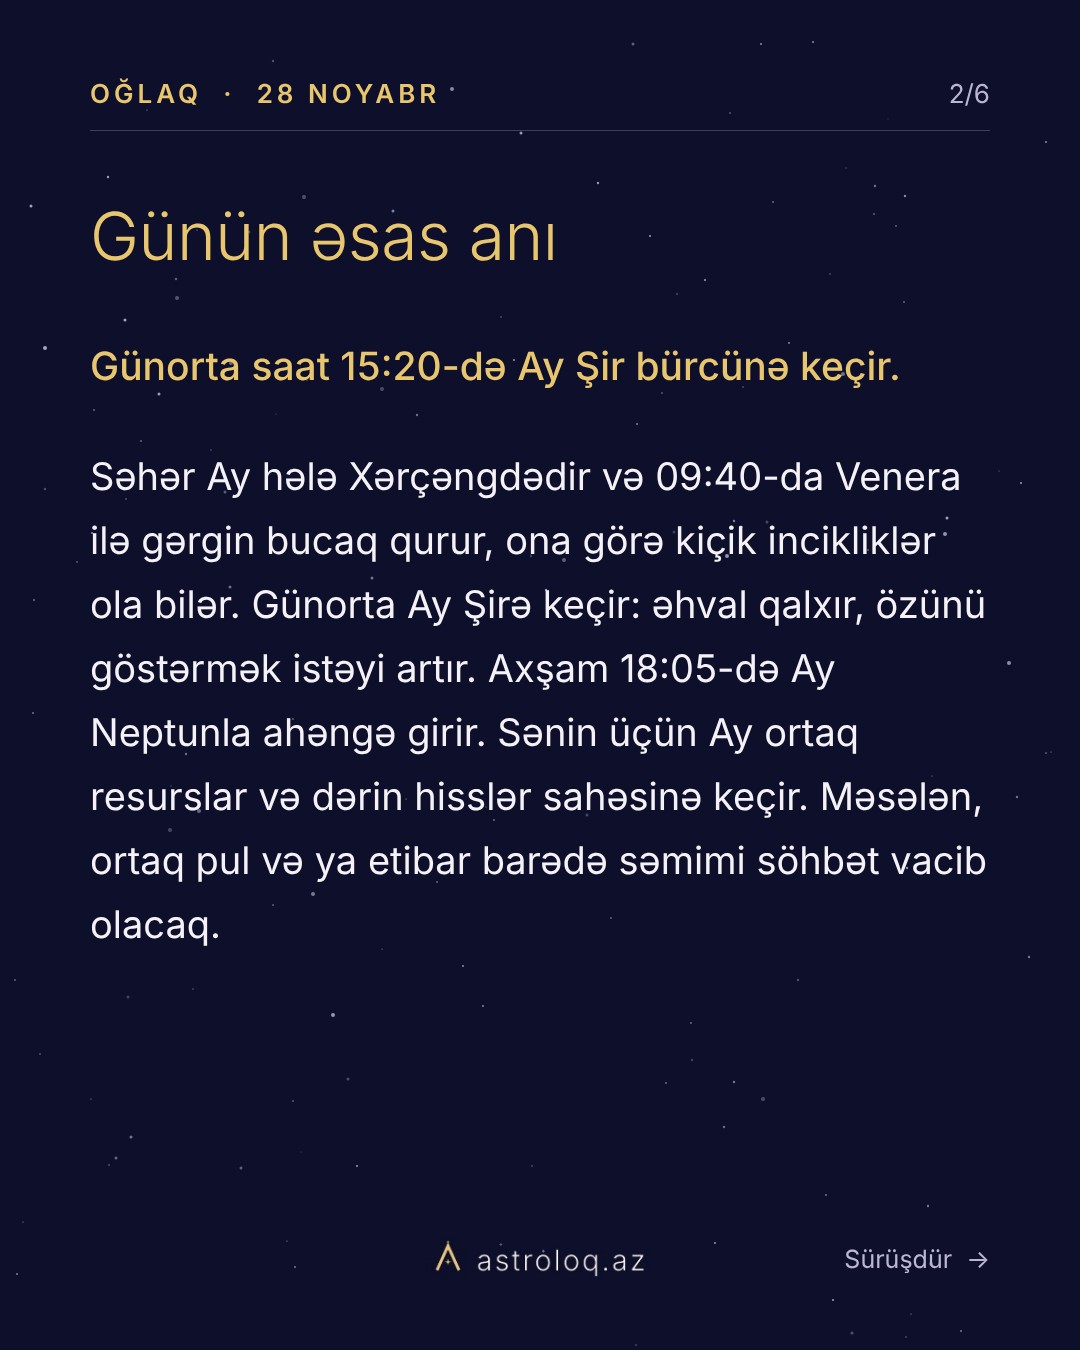 OĞLAQ · 28 NOYABR
2/6
Günün əsas anı
Günorta saat 15:20-də Ay Şir bürcünə keçir.
Səhər Ay hələ Xərçəngdədir və 09:40-da Venera
ilə gərgin bucaq qurur, ona görə kiçik inciklikləər
ola bilər. Günorta Ay Şirə keçir: əhval qalxır, özünü
göstərmək istəyi artır. Axşam 18:05-də Ay
Neptunla ahəngə girir. Sənin üçün Ay ortaq
resurslar və dərin hisslər sahəsinə keçir. Məsələn,
ortaq pul və ya etibar barədə səmimi söhbət vacib
olacaq.
astroloq.az
Sürüşdür →